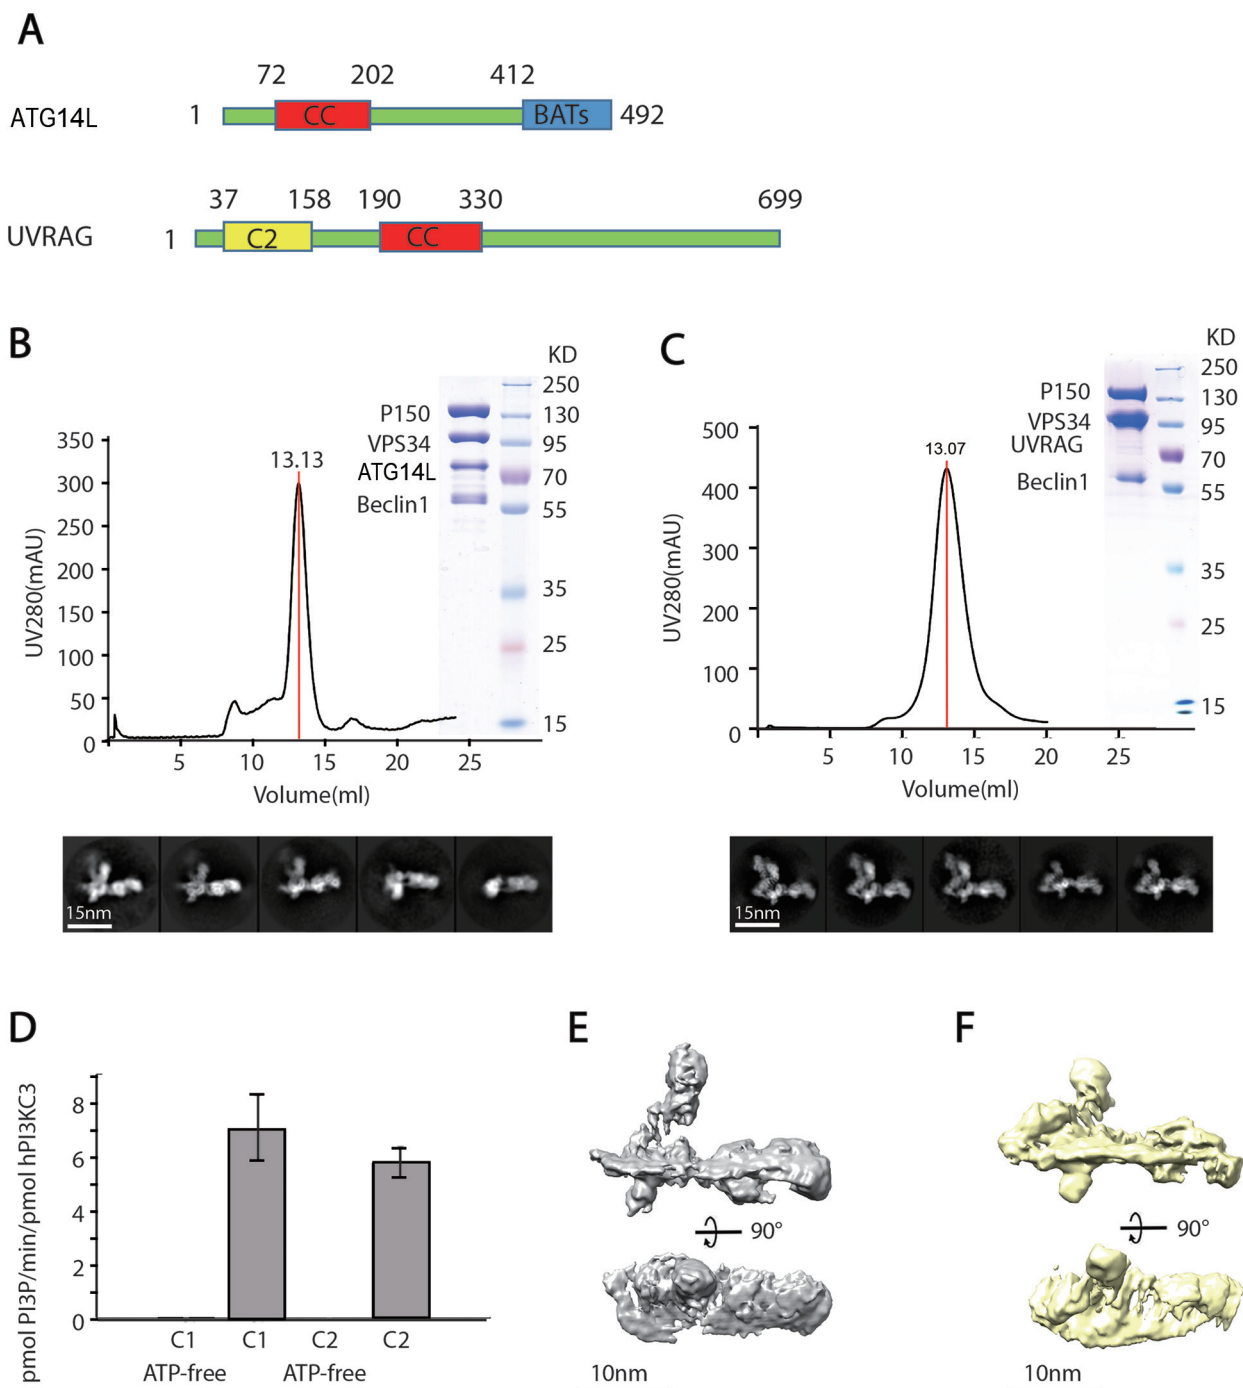 A
72 202 412
ATG14L 1 CC BATs 492
37 158 190 330 699
UVRAG 1 C2 CC
B
KD
250
P150 130
VPS34 95
ATG14L 70
Beclin1 55
35
25
15
13.13
UV280(mAU)
350
300
250
200
150
100
50
0
5 10 15 20 25
Volume(ml)
15nm
C
KD
250
P150 130
VPS34 95
UVRAG 70
Beclin1 55
35
25
15
13.07
UV280(mAU)
500
400
300
200
100
0
5 10 15 20 25
Volume(ml)
15nm
D
pmol PI3P/min/pmol hPI3KC3
8
6
4
2
0
C1 C1 C2 C2
ATP-free ATP-free
E
90°
10nm
F
90°
10nm